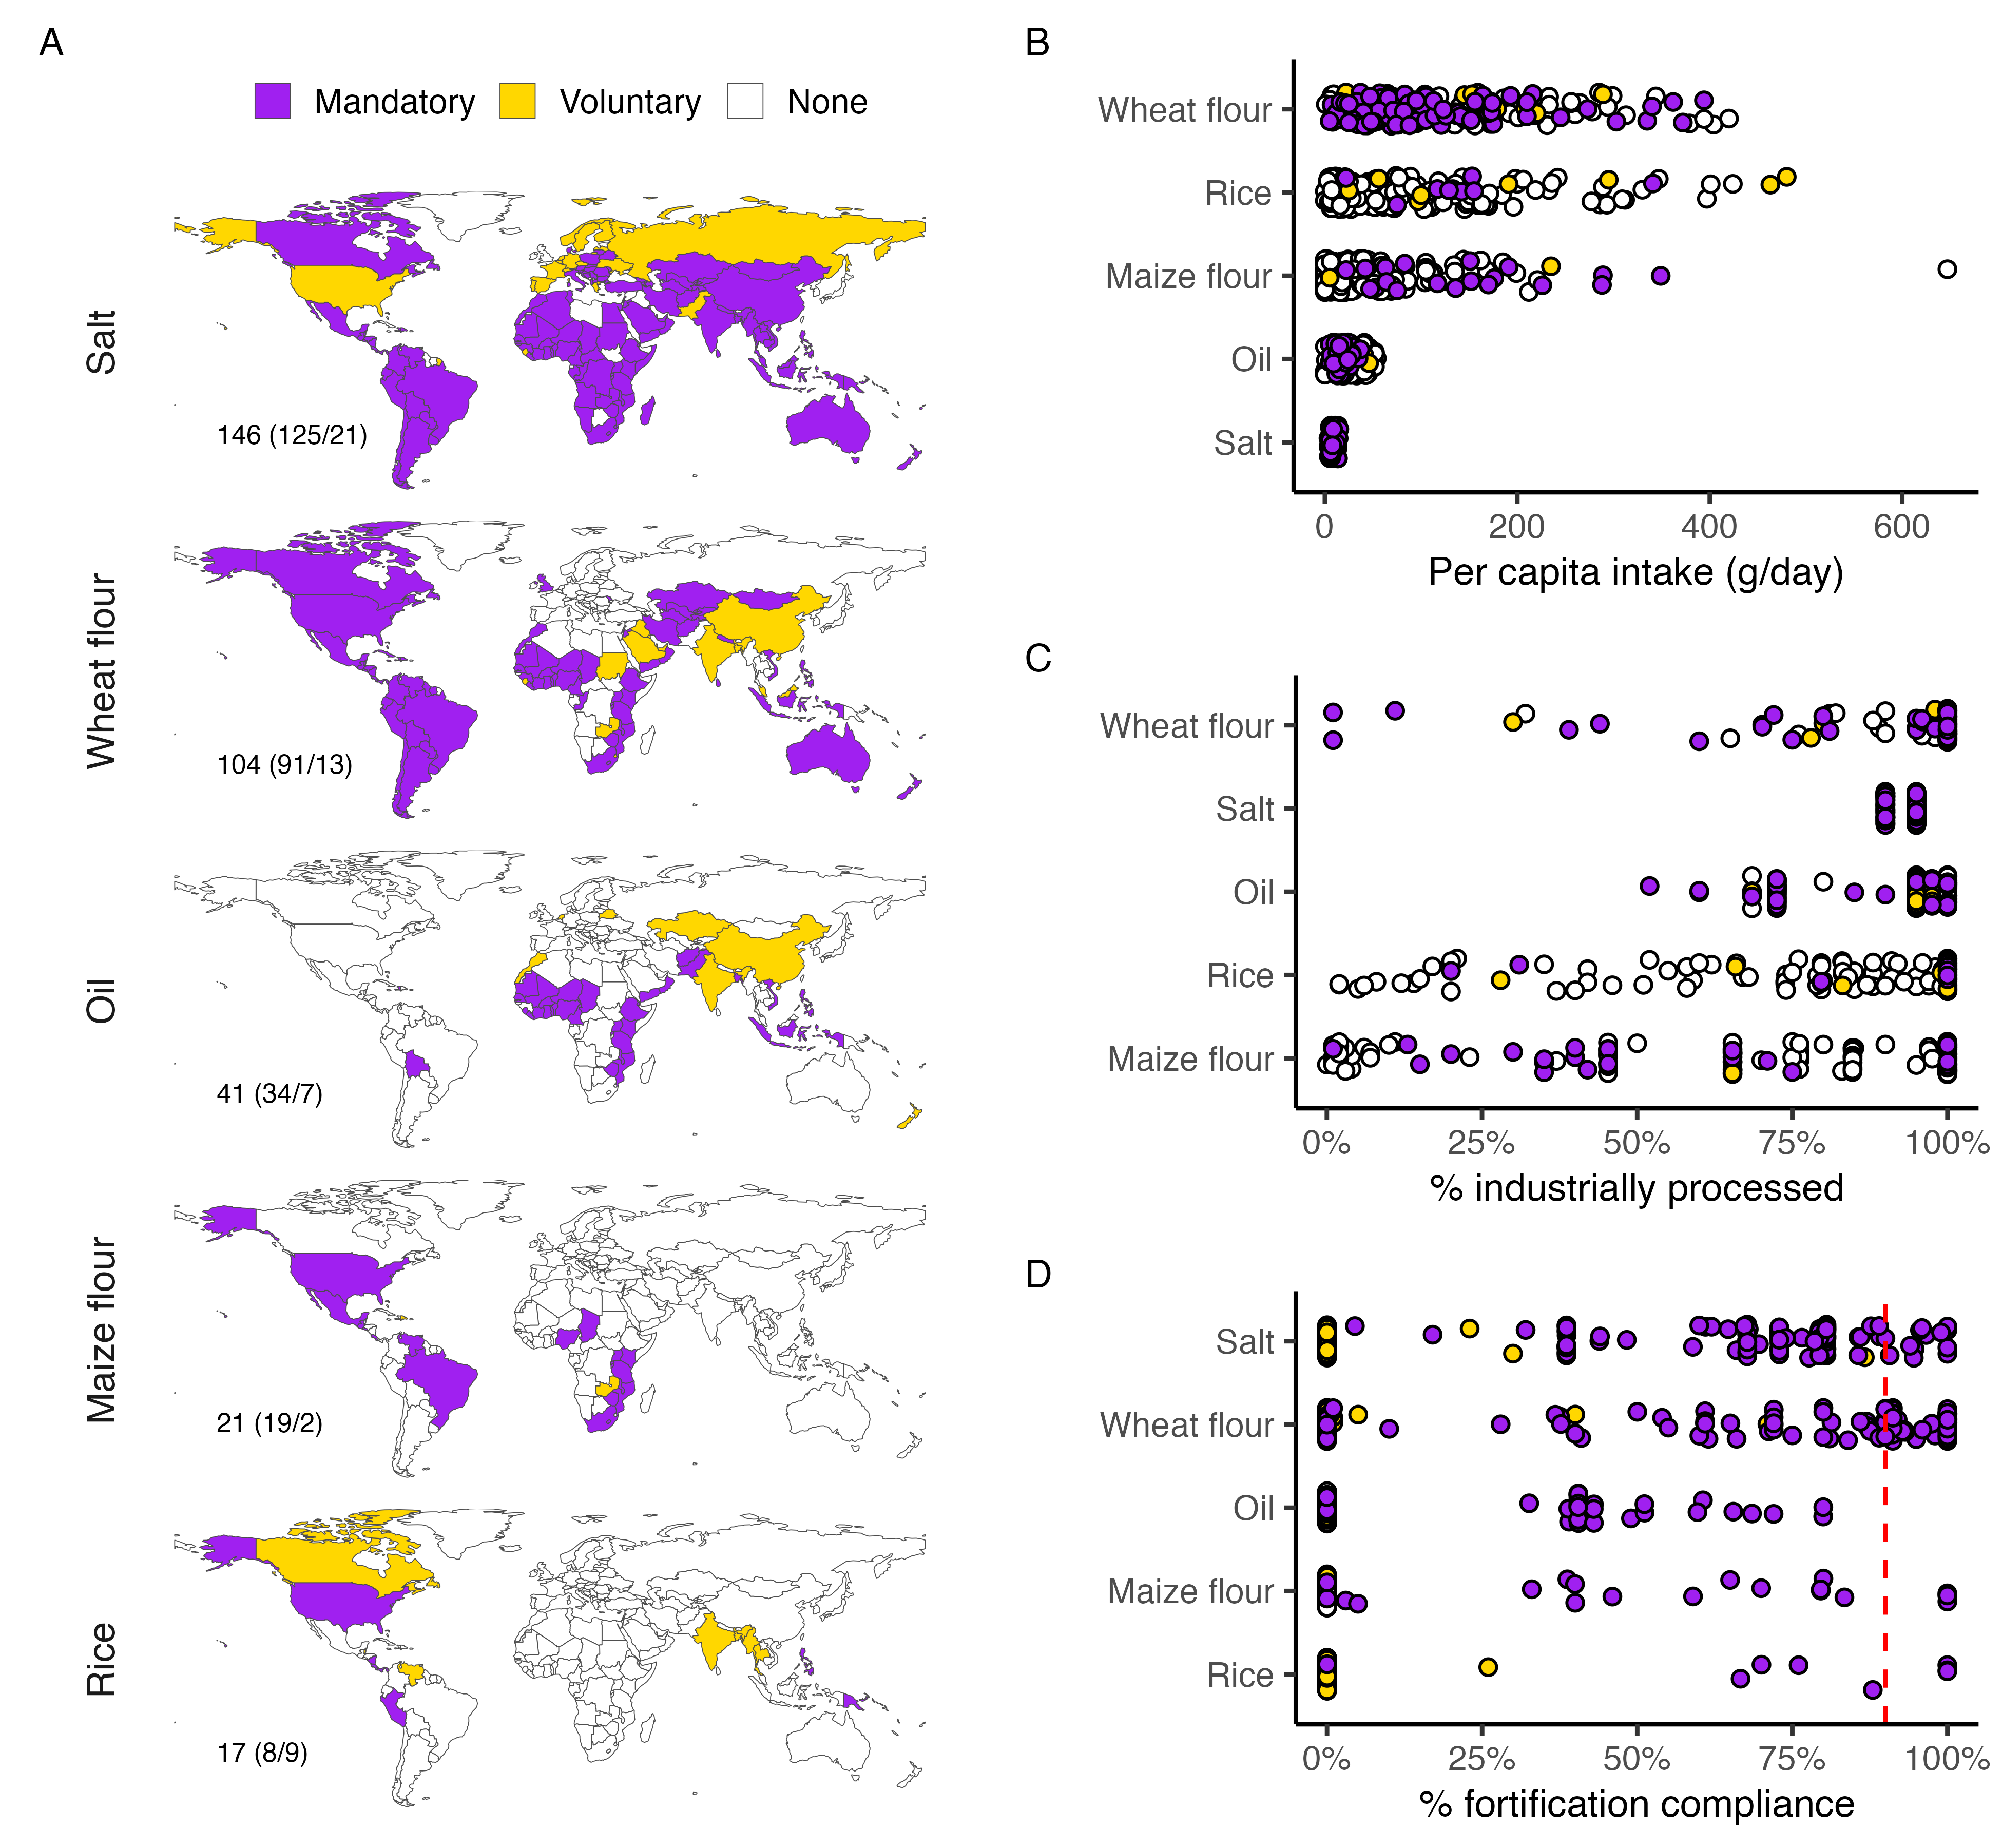 A
Mandatory Voluntary None
Salt
146 (125/21)
Wheat flour
104 (91/13)
Oil
41 (34/7)
Maize flour
21 (19/2)
Rice
17 (8/9)
B
Wheat flour
Rice
Maize flour
Oil
Salt
0 200 400 600
Per capita intake (g/day)
C
Wheat flour
Salt
Oil
Rice
Maize flour
0% 25% 50% 75% 100%
% industrially processed
D
Salt
Wheat flour
Oil
Maize flour
Rice
0% 25% 50% 75% 100%
% fortification compliance